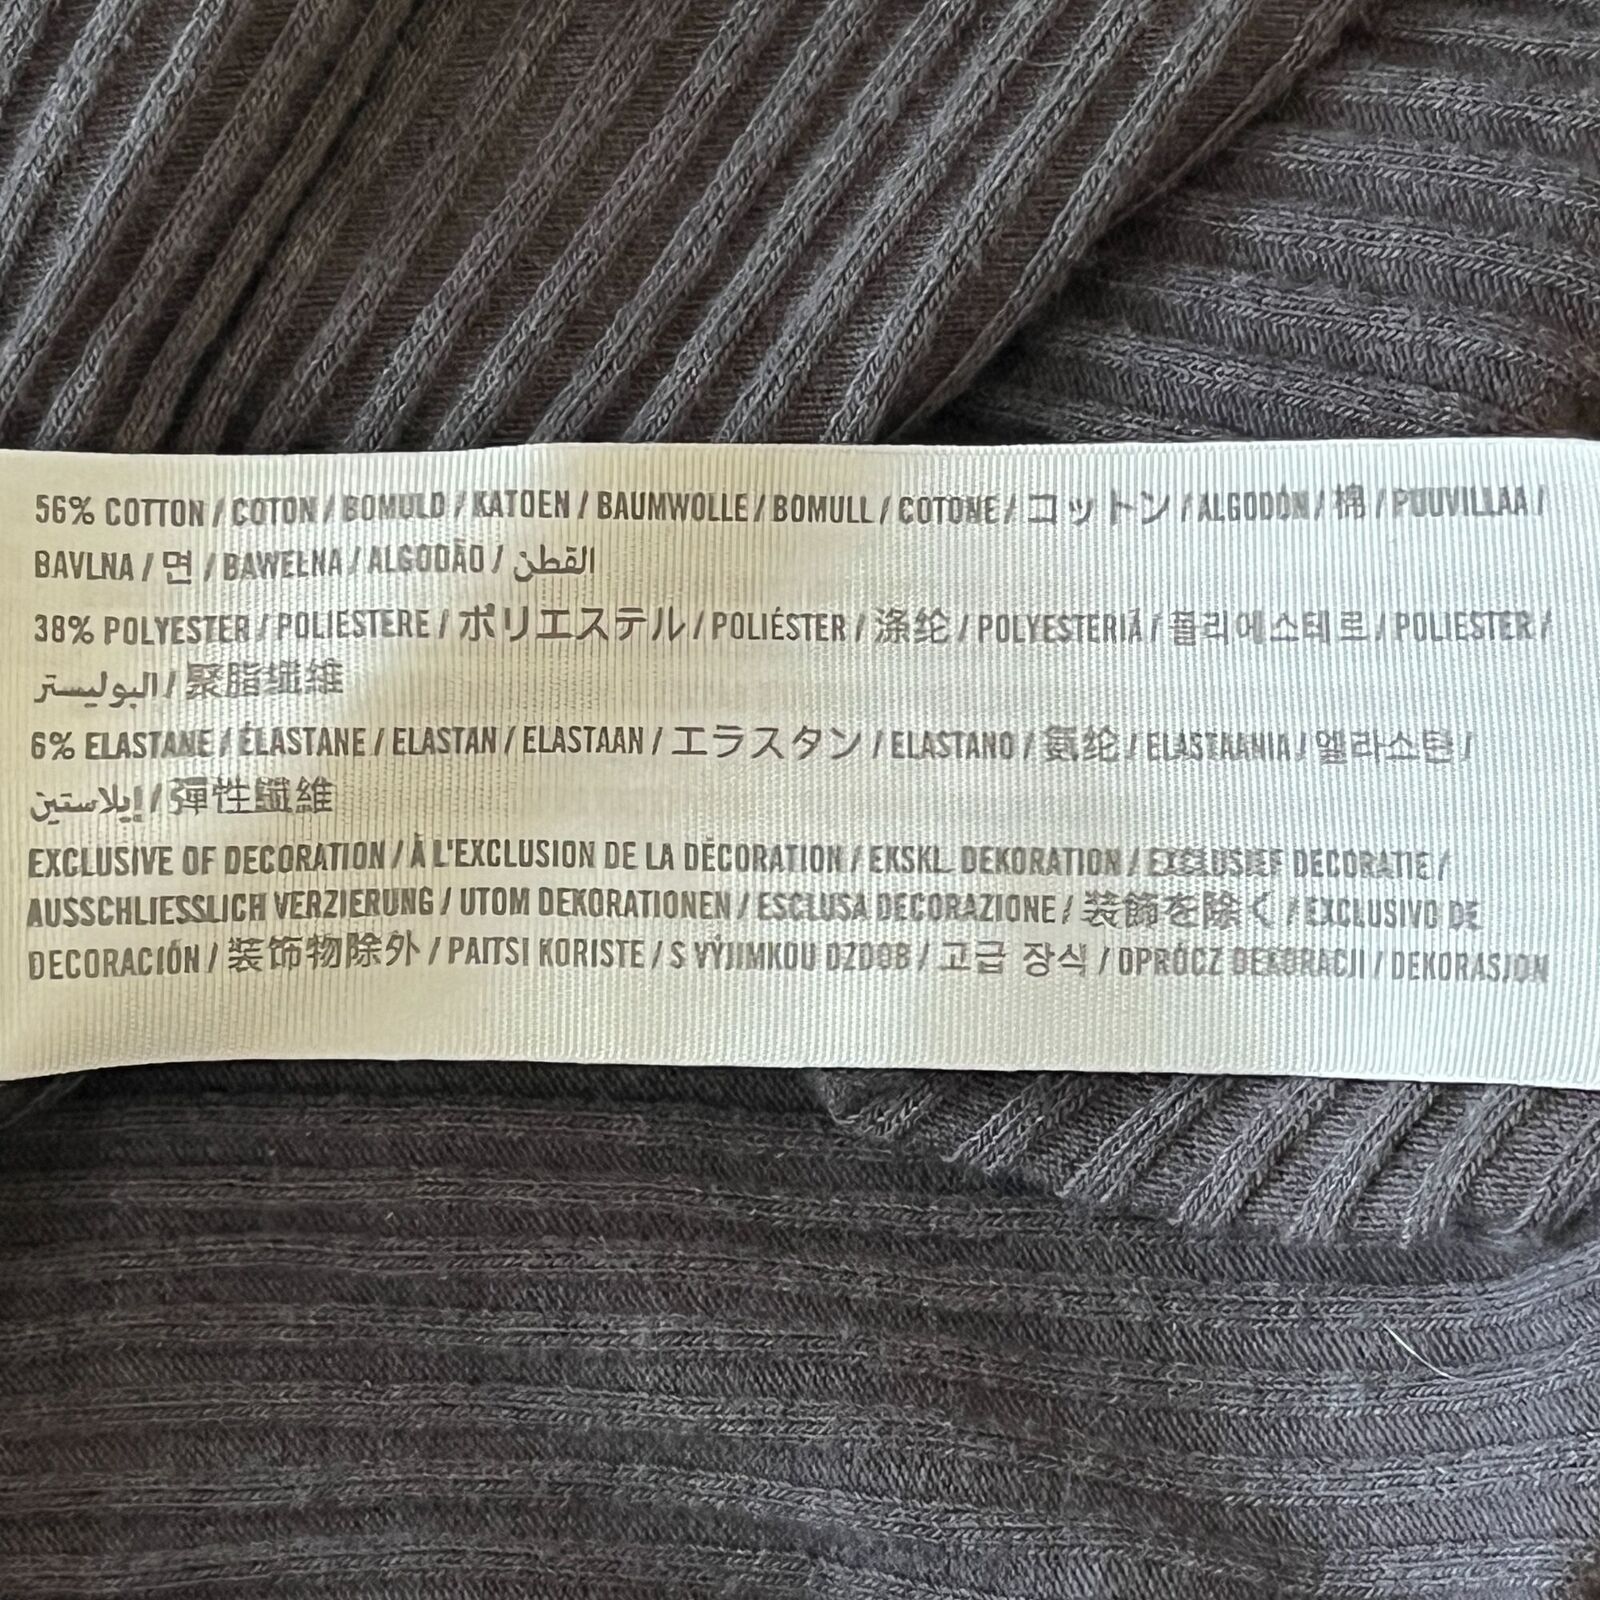 56% COTTON / COTON / BOMULD / KATOEN / BAUMWOLLE / BOMULL / COTONE / コットン / ALGODÓN / 棉 / PUUVILLAA /
BAVLNA / 면 / BAWEŁNA / ALGODÃO / القطن
38% POLYESTER / POLIESTERE / ポリエステル / POLIÉSTER / 涤纶 / POLYESTERIÄ / 폴리에스테르 / POLIESTER /
البوليستر / 聚脂纖維
6% ELASTANE / ÉLASTANE / ELASTAN / ELASTAAN / エラスタン / ELASTANO / 氨纶 / ELASTAANIA / 엘라스탄 /
إيلاستين / 彈性纖維
EXCLUSIVE OF DECORATION / À L'EXCLUSION DE LA DÉCORATION / EKSKL. DEKORATION / EXCLUSIEF DECORATIE /
AUSSCHLIESSLICH VERZIERUNG / UTOM DEKORATIONEN / ESCLUSA DECORAZIONE / 装飾を除く / EXCLUSIVO DE
DECORACIÓN / 装饰物除外 / PAITSI KORISTE / S VÝJIMKOU OZDOB / 고급 장식 / OPRÓCZ DEKORACJI / DEKORASJON